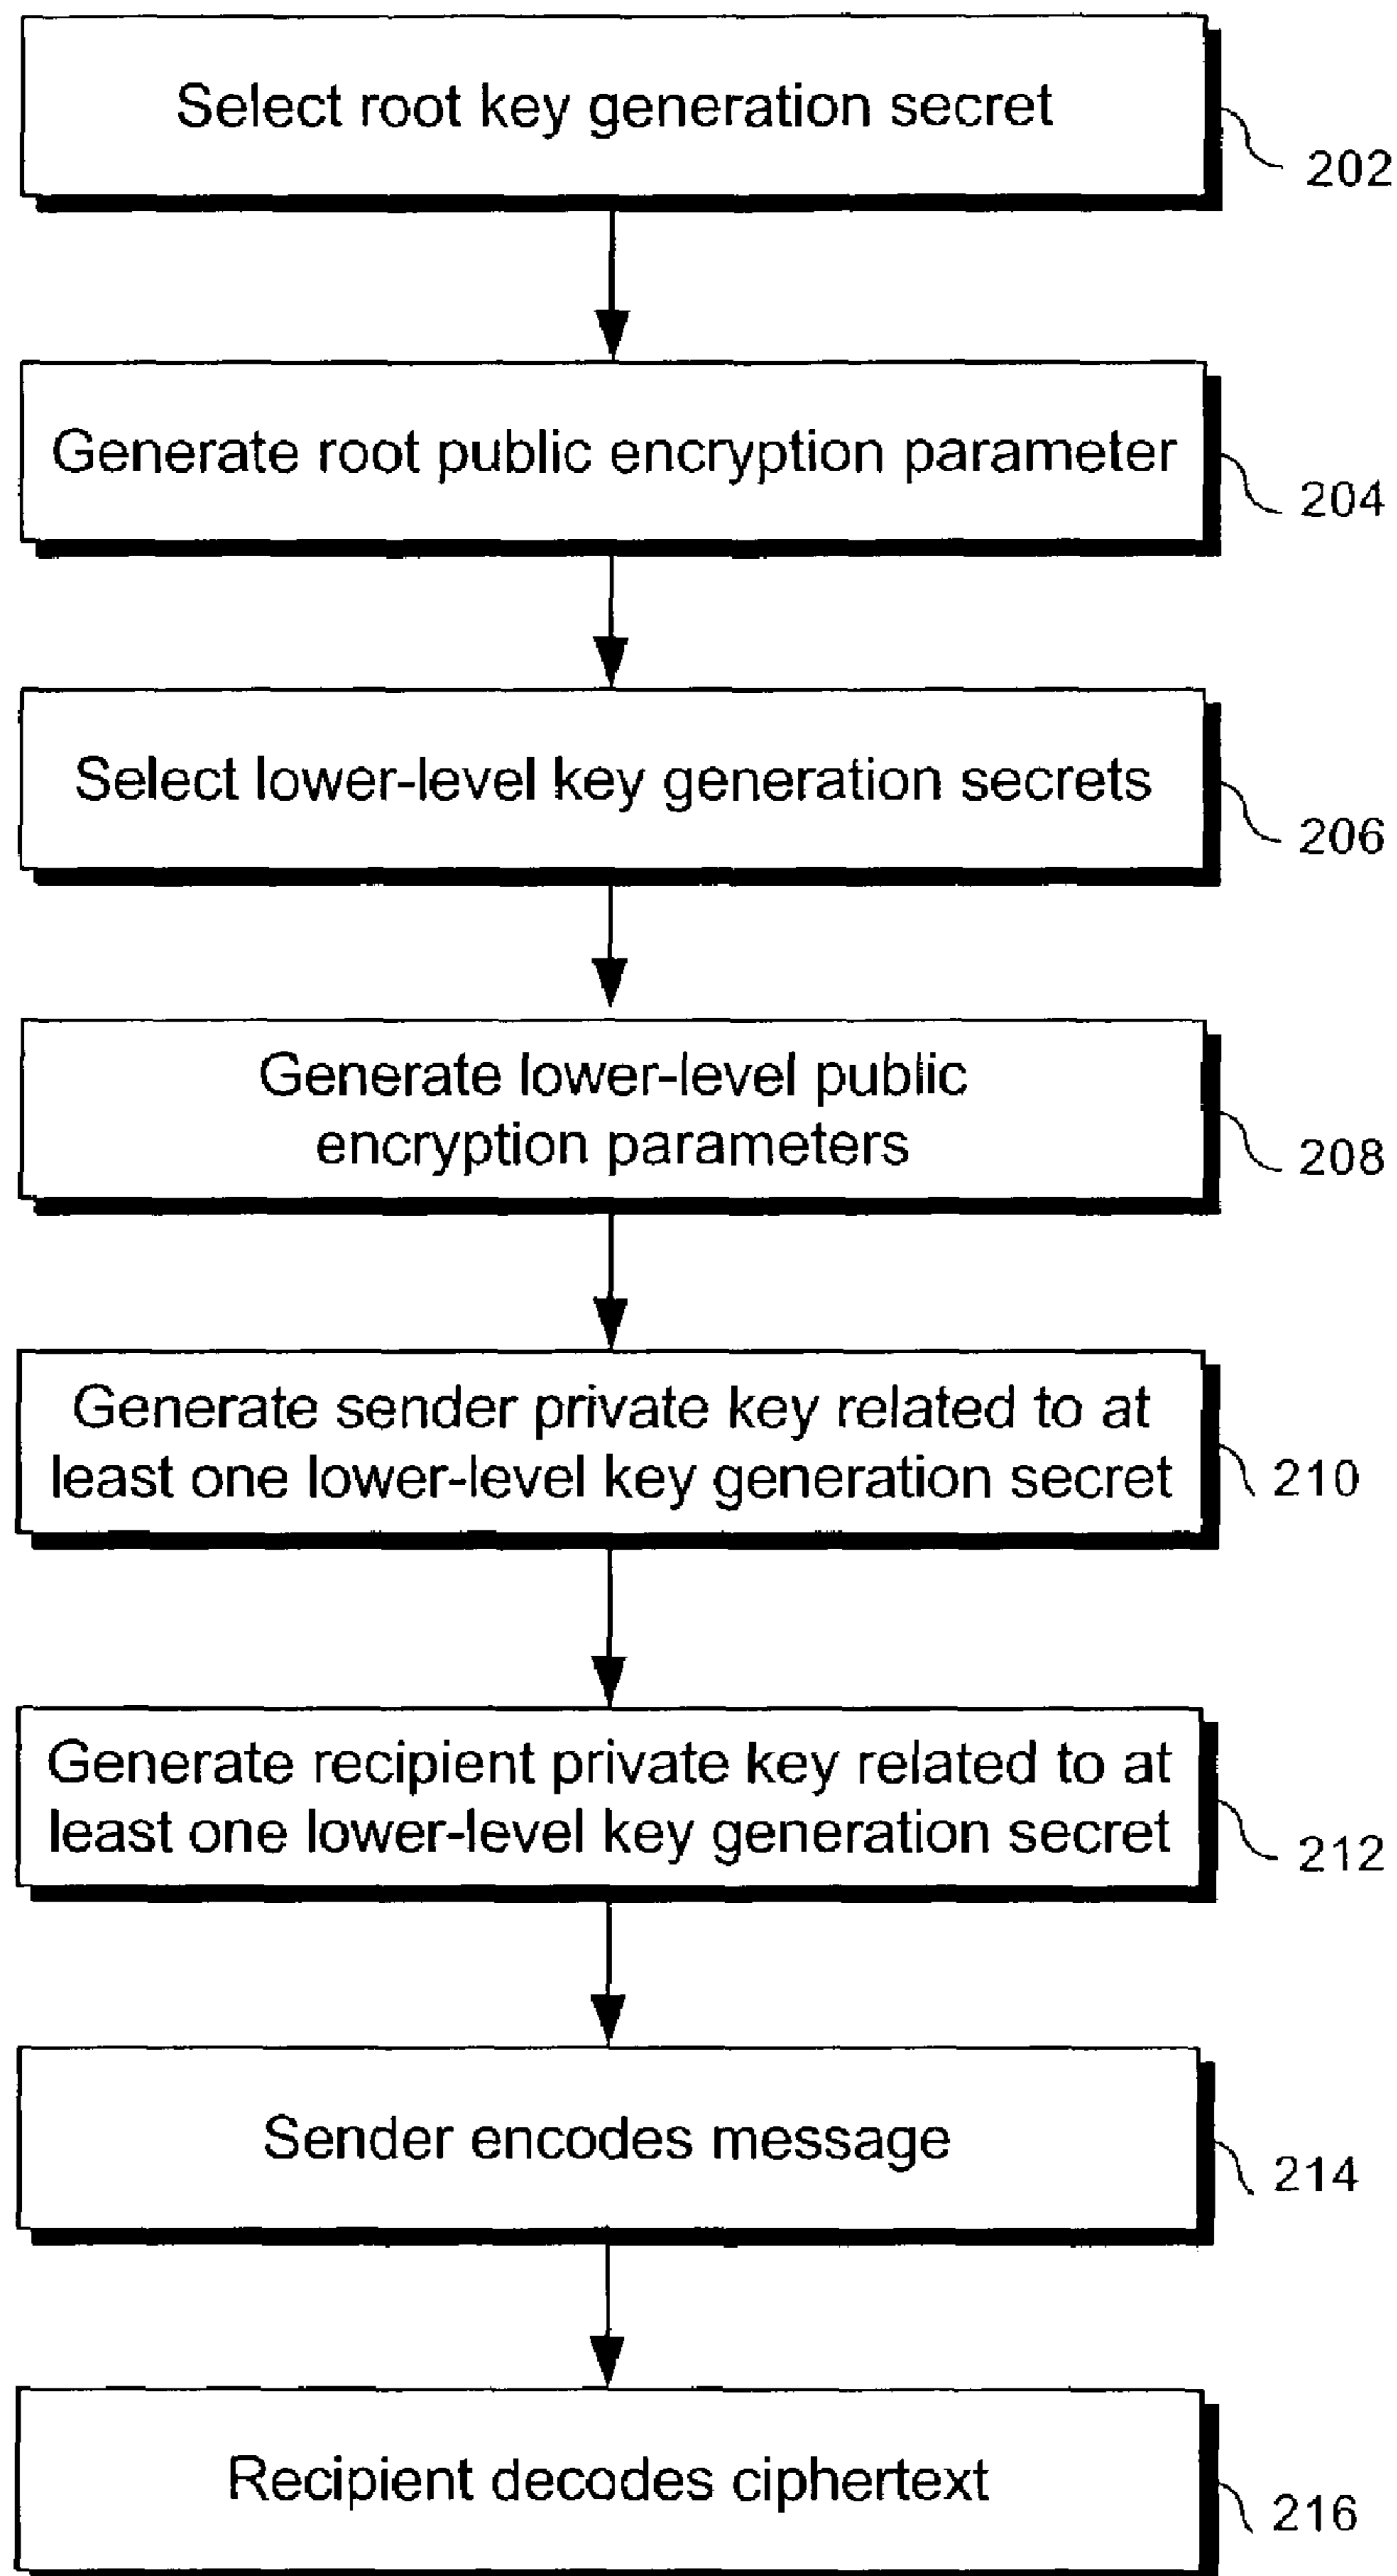 Select root key generation secret
202
Generate root public encryption parameter
204
Select lower-level key generation secrets
206
Generate lower-level public
encryption parameters
208
Generate sender private key related to at
least one lower-level key generation secret
210
Generate recipient private key related to at
least one lower-level key generation secret
212
Sender encodes message
214
Recipient decodes ciphertext
216